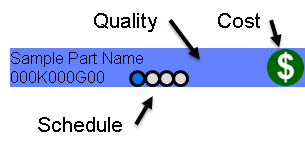 Quality
Cost
Sample Part Name
$
000K000G00
Schedule